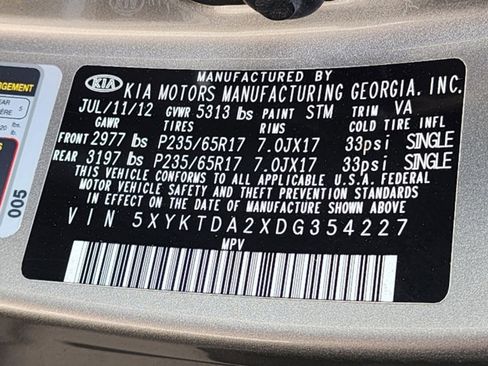 MANUFACTURED BY
KIA KIA MOTORS MANUFACTURING GEORGIA, INC.
JUL/11/12 GVWR 5313 lbs PAINT STM TRIM VA
GAWR TIRES RIMS COLD TIRE INFL
FRONT 2977 lbs P235/65R17 7.0JX17 33psi SINGLE
REAR 3197 lbs P235/65R17 7.0JX17 33psi SINGLE
THIS VEHICLE CONFORMS TO ALL APPLICABLE U.S.A. FEDERAL
MOTOR VEHICLE SAFETY AND THEFT PREVENTION STANDARDS
IN EFFECT ON THE DATE OF MANUFACTURE SHOWN ABOVE.
VIN 5XYKTDA2XDG354227
MPV
005